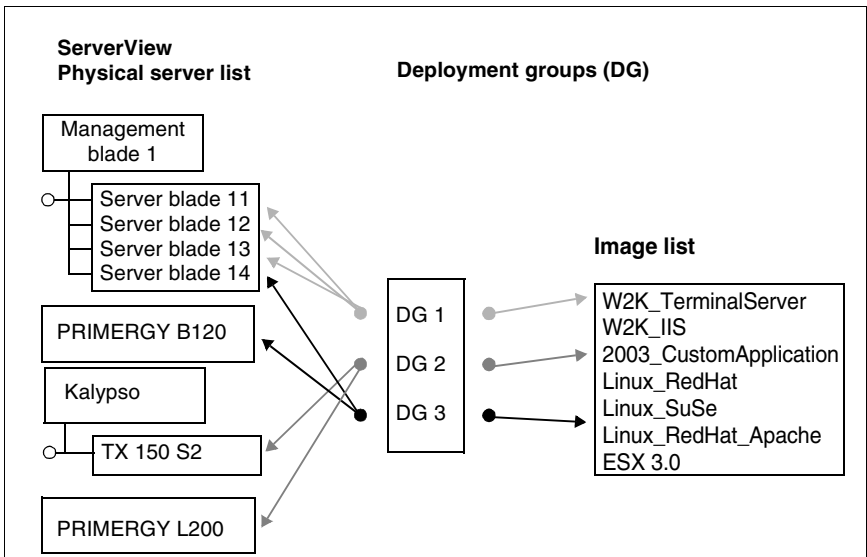 ServerView
Physical server list
Deployment groups (DG)
Management
blade 1
Server blade 11
Server blade 12
Server blade 13
Server blade 14
PRIMERGY B120
Kalypso
TX 150 S2
PRIMERGY L200
DG 1
DG 2
DG 3
Image list
W2K_TerminalServer
W2K_IIS
2003_CustomApplication
Linux_RedHat
Linux_SuSe
Linux_RedHat_Apache
ESX 3.0